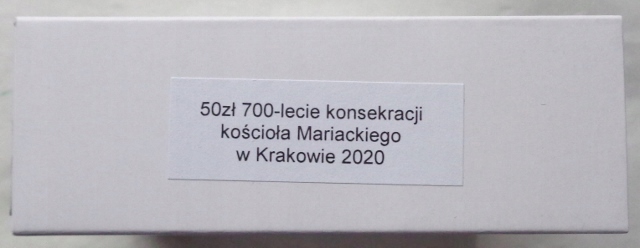 50zł 700-lecie konsekracji
kościoła Mariackiego
w Krakowie 2020